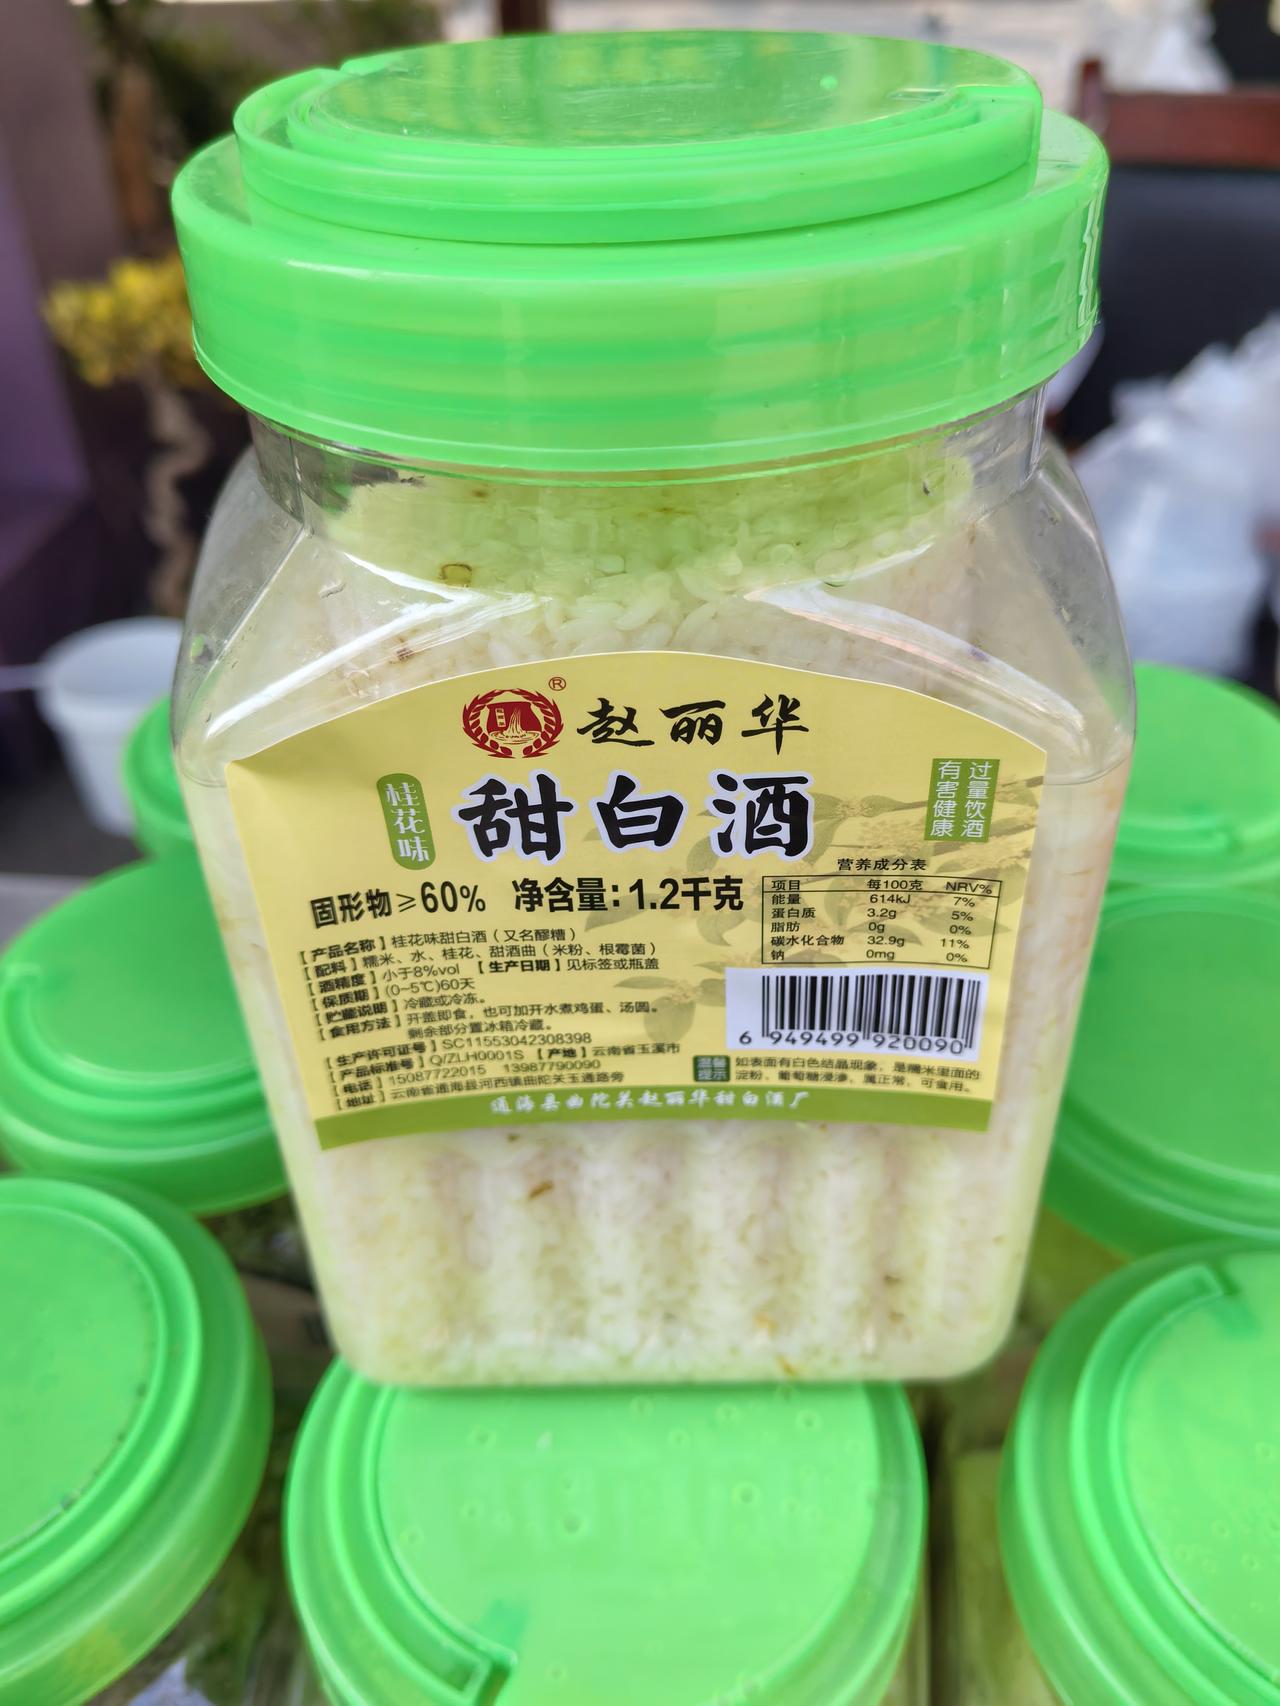 ®
赵丽华
桂花味
甜白酒
过量饮酒
有害健康
固形物≥60% 净含量:1.2千克
营养成分表
项目 每100克 NRV%
能量 614kJ 7%
蛋白质 3.2g 5%
脂肪 0g 0%
碳水化合物 32.9g 11%
钠 0mg 0%
【产品名称】桂花味甜白酒（又名醪糟）
【配料】糯米、水、桂花、甜酒曲（米粉、根霉菌）
【酒精度】小于8%vol 【生产日期】见标签或瓶盖
【保质期】(0~5℃)60天
【贮藏说明】冷藏或冷冻。
【食用方法】开盖即食，也可加开水煮鸡蛋、汤圆。
剩余部分置冰箱冷藏。
【生产许可证号】SC11553042308398
【产品标准号】Q/ZLH0001S 【产地】云南省玉溪市
【电话】15087722015 13987790090
【地址】云南省通海县河西镇曲陀关玉通路旁
6 949499 920090
温馨提示
如表面有白色结晶现象，是糯米里面的
淀粉、葡萄糖浸渗，属正常，可食用。
通海县曲陀关赵丽华甜白酒厂